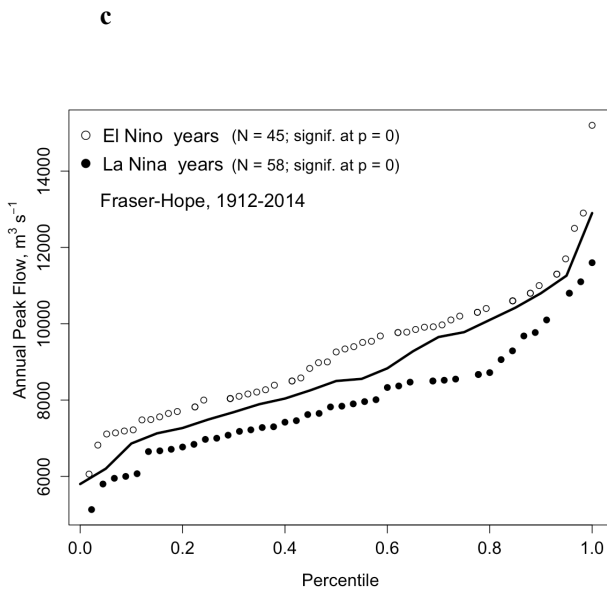 c
El Nino years (N = 45; signif. at p = 0)
La Nina years (N = 58; signif. at p = 0)
Fraser-Hope, 1912-2014
Annual Peak Flow, m³ s⁻¹
14000
12000
10000
8000
6000
0.0 0.2 0.4 0.6 0.8 1.0
Percentile